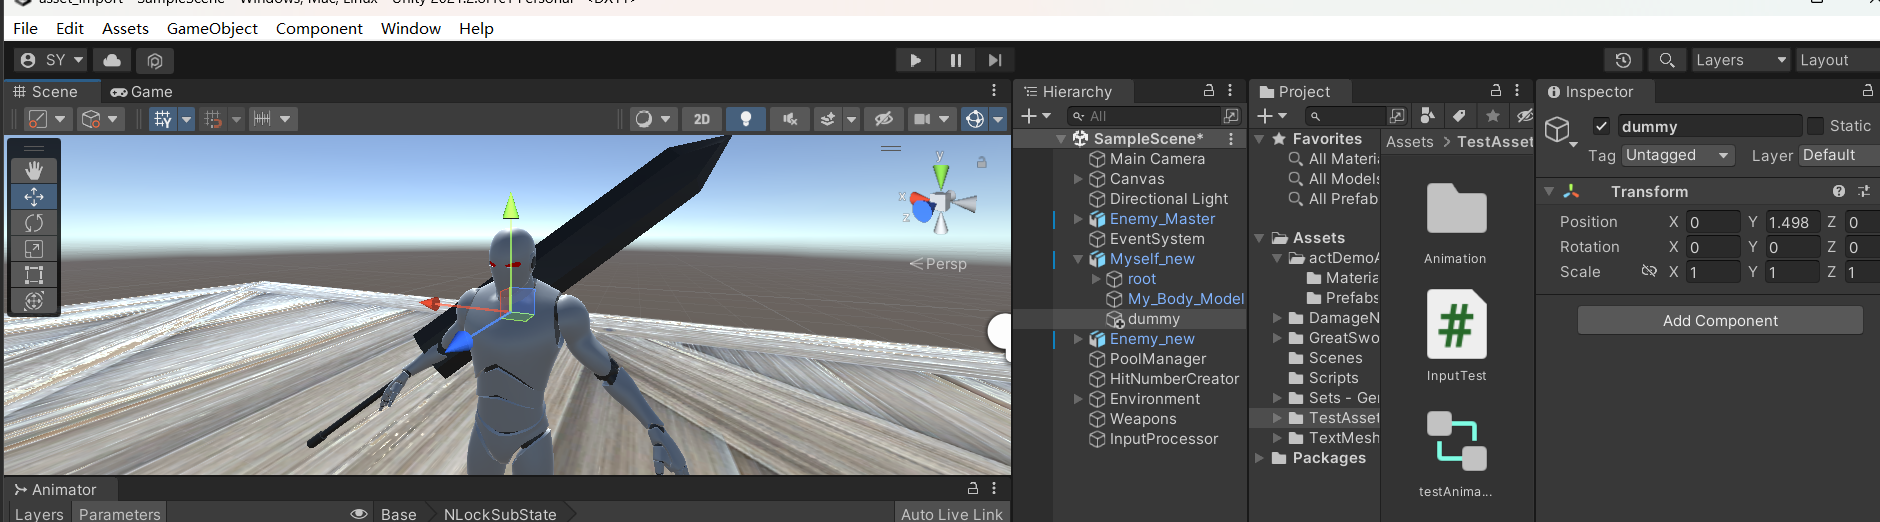 asset_import - SampleScene - Windows, Mac, Linux - Unity 2021.2.8f1c1 Personal <DX11>
File Edit Assets GameObject Component Window Help
SY
Layers
Layout
Scene
Game
2D
y
x
z
Persp
Animator
Layers
Parameters
Base
NLockSubState
Auto Live Link
Hierarchy
All
SampleScene*
Main Camera
Canvas
Directional Light
Enemy_Master
EventSystem
Myself_new
root
My_Body_Model
dummy
Enemy_new
PoolManager
HitNumberCreator
Environment
Weapons
InputProcessor
Project
Favorites
All Materia
All Models
All Prefab
Assets
actDemoA
Materia
Prefabs
DamageN
GreatSwo
Scenes
Scripts
Sets - Ge
TestAsset
TextMesh
Packages
Assets > TestAsset
Animation
#
InputTest
testAnima...
Inspector
dummy
Static
Tag Untagged
Layer Default
Transform
Position X 0 Y 1.498 Z 0
Rotation X 0 Y 0 Z 0
Scale X 1 Y 1 Z 1
Add Component